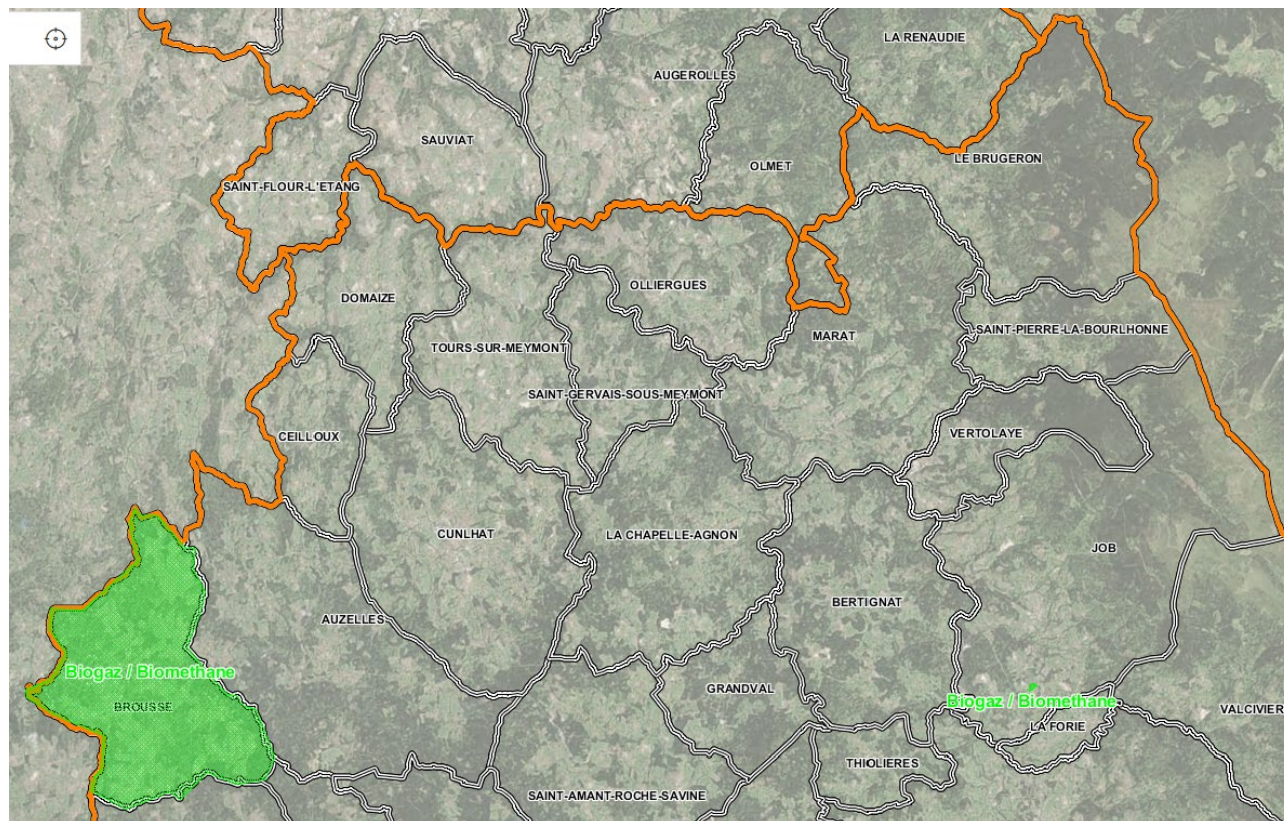 LA RENAUDIE
AUGEROLLES
SAUVIAT
LE BRUGERON
OLMET
SAINT-FLOUR-L'ETANG
OLLIERGUES
DOMAIZE
SAINT-PIERRE-LA-BOURLHONNE
MARAT
TOURS-SUR-MEYMONT
SAINT-GERVAIS-SOUS-MEYMONT
VERTOLAYE
CEILLOUX
CUNLHAT
LA CHAPELLE-AGNON
JOB
BERTIGNAT
AUZELLES
Biogaz / Biomethane
GRANDVAL
Biogaz / Biomethane
BROUSSE
VALCIVIER
LA FORIE
THIOLIERES
SAINT-AMANT-ROCHE-SAVINE